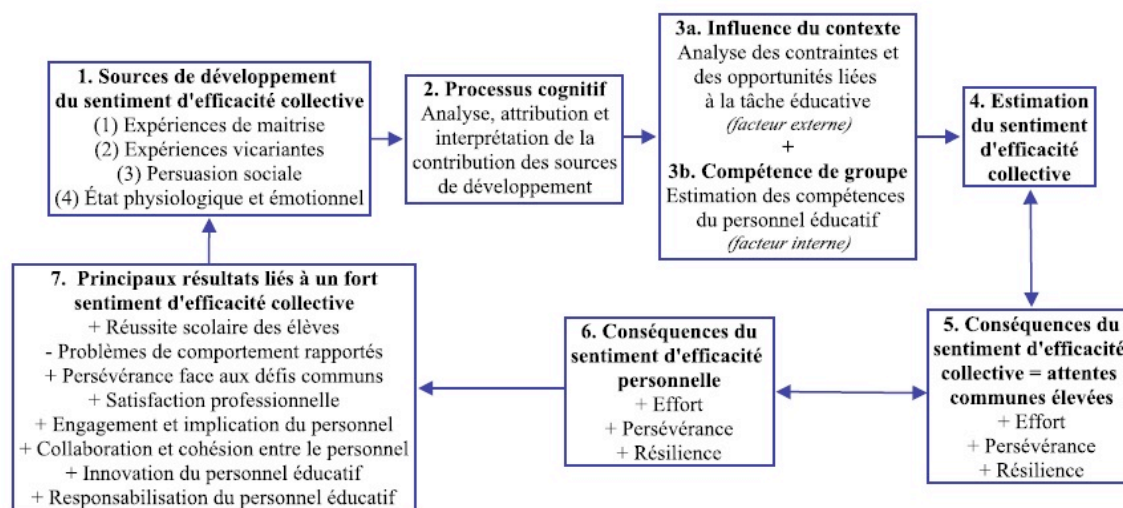 1. Sources de développement
du sentiment d'efficacité collective
(1) Expériences de maitrise
(2) Expériences vicariantes
(3) Persuasion sociale
(4) État physiologique et émotionnel
2. Processus cognitif
Analyse, attribution et
interprétation de la
contribution des sources
de développement
3a. Influence du contexte
Analyse des contraintes et
des opportunités liées
à la tâche éducative
(facteur externe)
+
3b. Compétence de groupe
Estimation des compétences
du personnel éducatif
(facteur interne)
4. Estimation
du sentiment
d'efficacité
collective
5. Conséquences du
sentiment d'efficacité
collective = attentes
communes élevées
+ Effort
+ Persévérance
+ Résilience
6. Conséquences du
sentiment d'efficacité
personnelle
+ Effort
+ Persévérance
+ Résilience
7. Principaux résultats liés à un fort
sentiment d'efficacité collective
+ Réussite scolaire des élèves
- Problèmes de comportement rapportés
+ Persévérance face aux défis communs
+ Satisfaction professionnelle
+ Engagement et implication du personnel
+ Collaboration et cohésion entre le personnel
+ Innovation du personnel éducatif
+ Responsabilisation du personnel éducatif